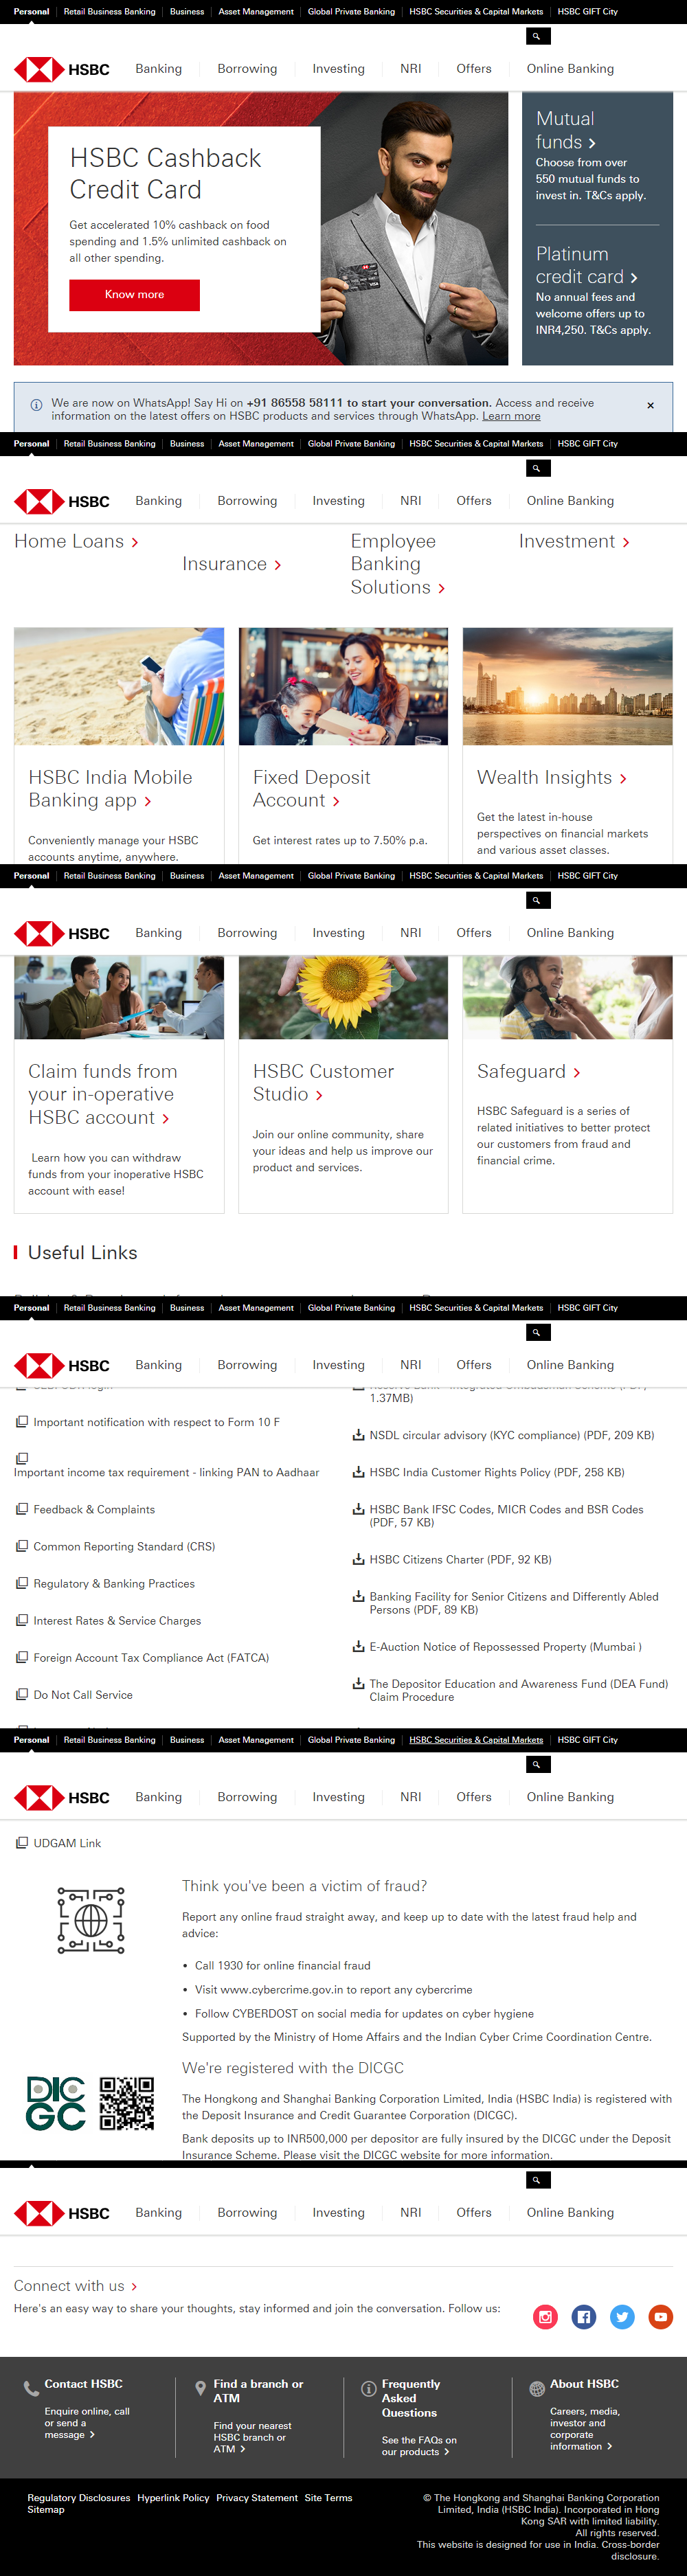 Personal Retail Business Banking Business Asset Management Global Private Banking HSBC Securities & Capital Markets HSBC GIFT City
HSBC Banking Borrowing Investing NRI Offers Online Banking
HSBC Cashback
Credit Card
Get accelerated 10% cashback on food
spending and 1.5% unlimited cashback on
all other spending.
Know more
Mutual
funds
Choose from over
550 mutual funds to
invest in. T&Cs apply.
Platinum
credit card
No annual fees and
welcome offers up to
INR4,250. T&Cs apply.
We are now on WhatsApp! Say Hi on +91 86558 58111 to start your conversation. Access and receive
information on the latest offers on HSBC products and services through WhatsApp. Learn more
Personal Retail Business Banking Business Asset Management Global Private Banking HSBC Securities & Capital Markets HSBC GIFT City
HSBC Banking Borrowing Investing NRI Offers Online Banking
Home Loans
Insurance
Employee
Banking
Solutions
Investment
HSBC India Mobile
Banking app
Conveniently manage your HSBC
accounts anytime, anywhere.
Fixed Deposit
Account
Get interest rates up to 7.50% p.a.
Wealth Insights
Get the latest in-house
perspectives on financial markets
and various asset classes.
Personal Retail Business Banking Business Asset Management Global Private Banking HSBC Securities & Capital Markets HSBC GIFT City
HSBC Banking Borrowing Investing NRI Offers Online Banking
Claim funds from
your in-operative
HSBC account
Learn how you can withdraw
funds from your inoperative HSBC
account with ease!
HSBC Customer
Studio
Join our online community, share
your ideas and help us improve our
product and services.
Safeguard
HSBC Safeguard is a series of
related initiatives to better protect
our customers from fraud and
financial crime.
Useful Links
Personal Retail Business Banking Business Asset Management Global Private Banking HSBC Securities & Capital Markets HSBC GIFT City
HSBC Banking Borrowing Investing NRI Offers Online Banking
Important notification with respect to Form 10 F
Important income tax requirement - linking PAN to Aadhaar
Feedback & Complaints
Common Reporting Standard (CRS)
Regulatory & Banking Practices
Interest Rates & Service Charges
Foreign Account Tax Compliance Act (FATCA)
Do Not Call Service
1.37MB)
NSDL circular advisory (KYC compliance) (PDF, 209 KB)
HSBC India Customer Rights Policy (PDF, 258 KB)
HSBC Bank IFSC Codes, MICR Codes and BSR Codes
(PDF, 57 KB)
HSBC Citizens Charter (PDF, 92 KB)
Banking Facility for Senior Citizens and Differently Abled
Persons (PDF, 89 KB)
E-Auction Notice of Repossessed Property (Mumbai )
The Depositor Education and Awareness Fund (DEA Fund)
Claim Procedure
Personal Retail Business Banking Business Asset Management Global Private Banking HSBC Securities & Capital Markets HSBC GIFT City
HSBC Banking Borrowing Investing NRI Offers Online Banking
UDGAM Link
Think you've been a victim of fraud?
Report any online fraud straight away, and keep up to date with the latest fraud help and
advice:
• Call 1930 for online financial fraud
• Visit www.cybercrime.gov.in to report any cybercrime
• Follow CYBERDOST on social media for updates on cyber hygiene
Supported by the Ministry of Home Affairs and the Indian Cyber Crime Coordination Centre.
DICGC
We're registered with the DICGC
The Hongkong and Shanghai Banking Corporation Limited, India (HSBC India) is registered with
the Deposit Insurance and Credit Guarantee Corporation (DICGC).
Bank deposits up to INR500,000 per depositor are fully insured by the DICGC under the Deposit
Insurance Scheme. Please visit the DICGC website for more information.
HSBC Banking Borrowing Investing NRI Offers Online Banking
Connect with us
Here's an easy way to share your thoughts, stay informed and join the conversation. Follow us:
Contact HSBC
Enquire online, call
or send a
message
Find a branch or
ATM
Find your nearest
HSBC branch or
ATM
Frequently
Asked
Questions
See the FAQs on
our products
About HSBC
Careers, media,
investor and
corporate
information
Regulatory Disclosures Hyperlink Policy Privacy Statement Site Terms
Sitemap
© The Hongkong and Shanghai Banking Corporation
Limited, India (HSBC India). Incorporated in Hong
Kong SAR with limited liability.
All rights reserved.
This website is designed for use in India. Cross-border
disclosure.